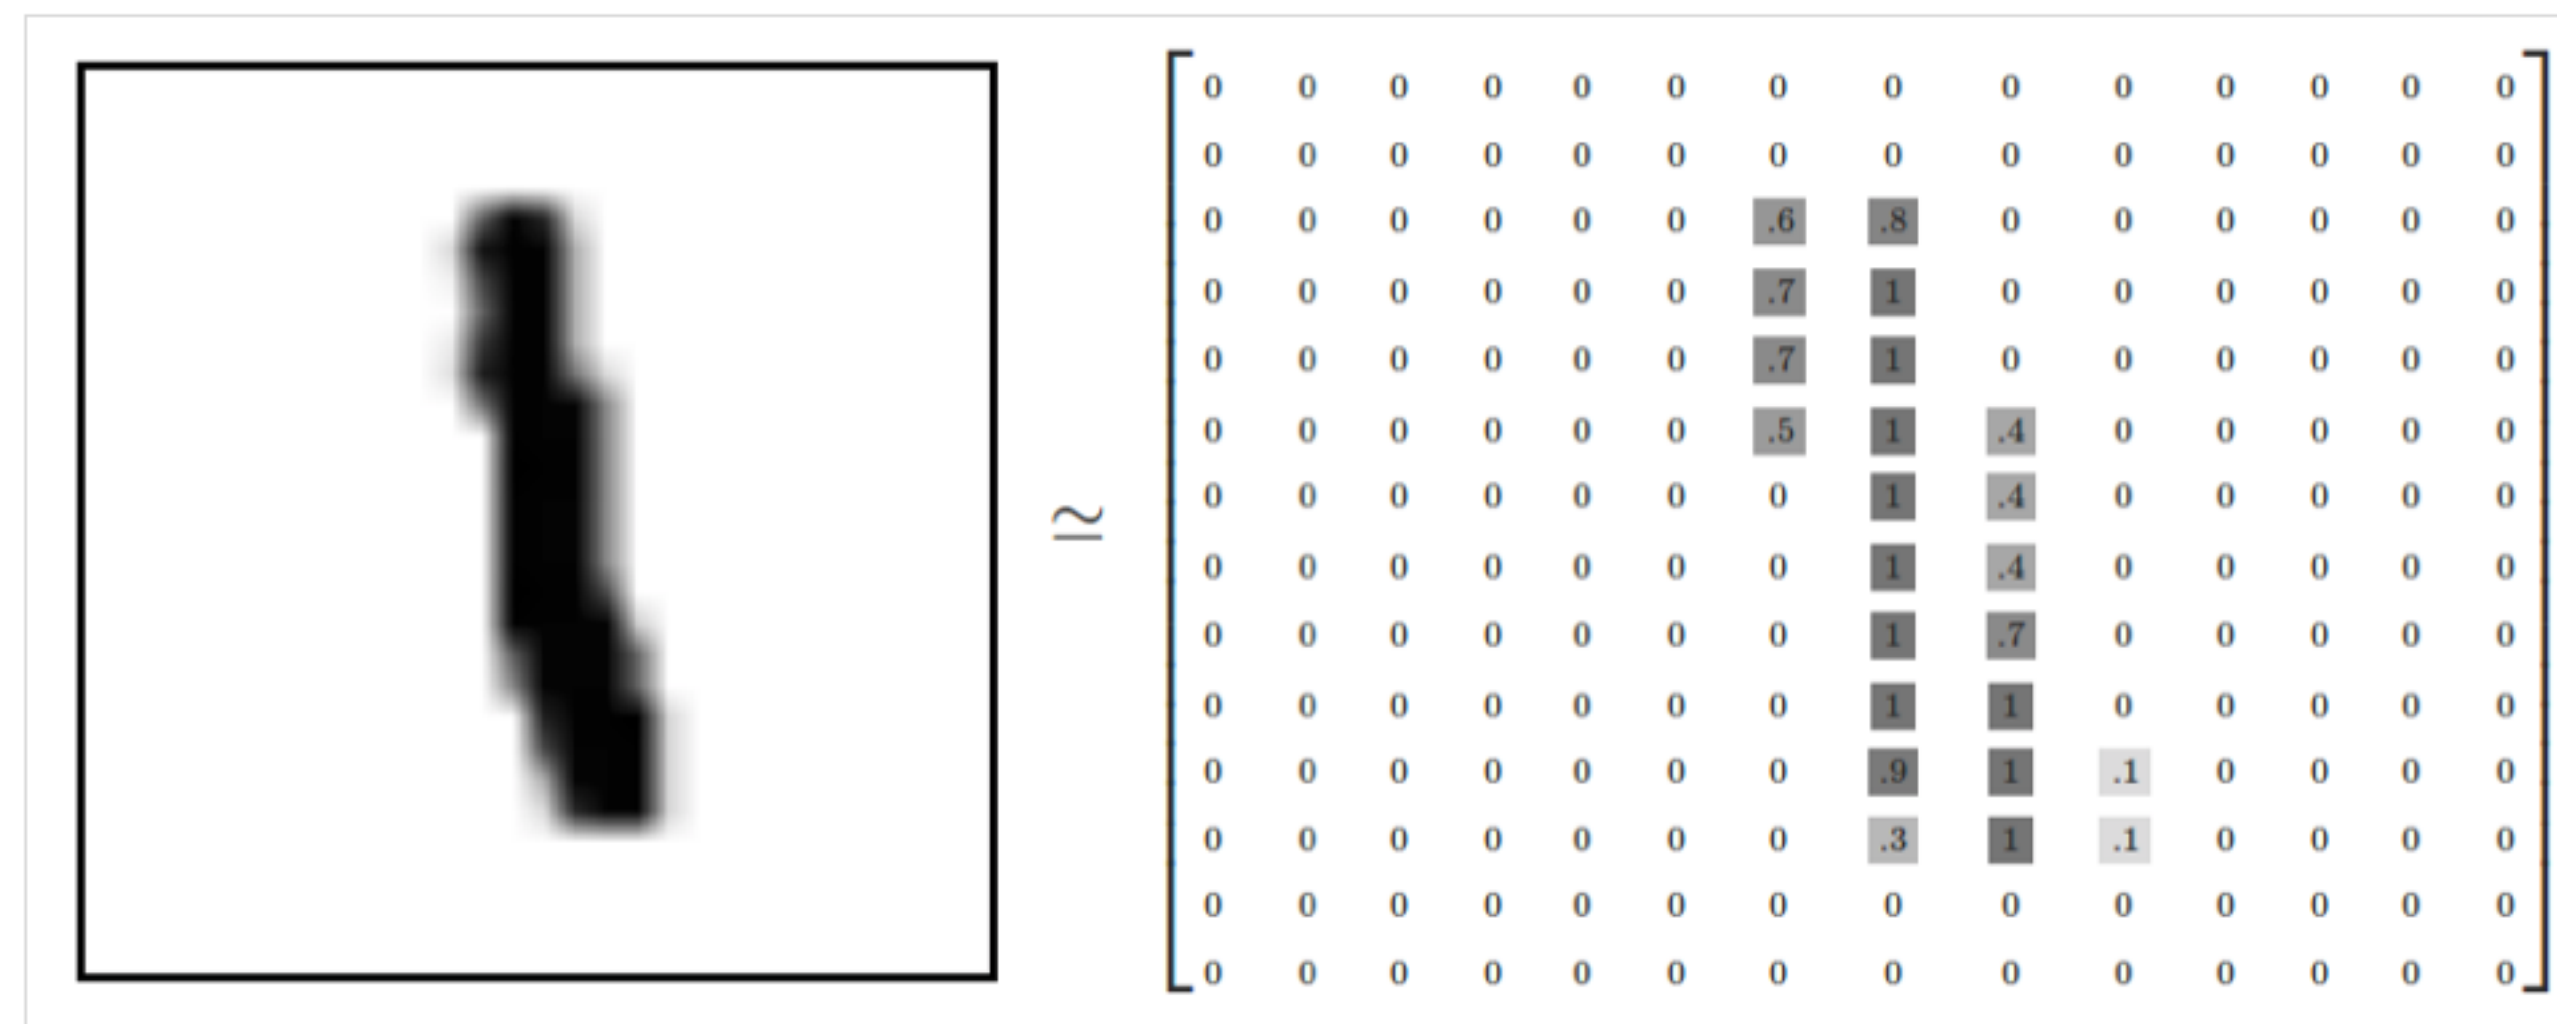 0 0 0 0 0 0 0 0 0 0 0 0 0 0
0 0 0 0 0 0 0 0 0 0 0 0 0 0
0 0 0 0 0 0 .6 .8 0 0 0 0 0 0
0 0 0 0 0 0 .7 1 0 0 0 0 0 0
0 0 0 0 0 0 .7 1 0 0 0 0 0 0
0 0 0 0 0 0 .5 1 .4 0 0 0 0 0
0 0 0 0 0 0 0 1 .4 0 0 0 0 0
≃ 0 0 0 0 0 0 0 1 .4 0 0 0 0 0
0 0 0 0 0 0 0 1 .7 0 0 0 0 0
0 0 0 0 0 0 0 1 1 0 0 0 0 0
0 0 0 0 0 0 0 .9 1 .1 0 0 0 0
0 0 0 0 0 0 0 .3 1 .1 0 0 0 0
0 0 0 0 0 0 0 0 0 0 0 0 0 0
0 0 0 0 0 0 0 0 0 0 0 0 0 0